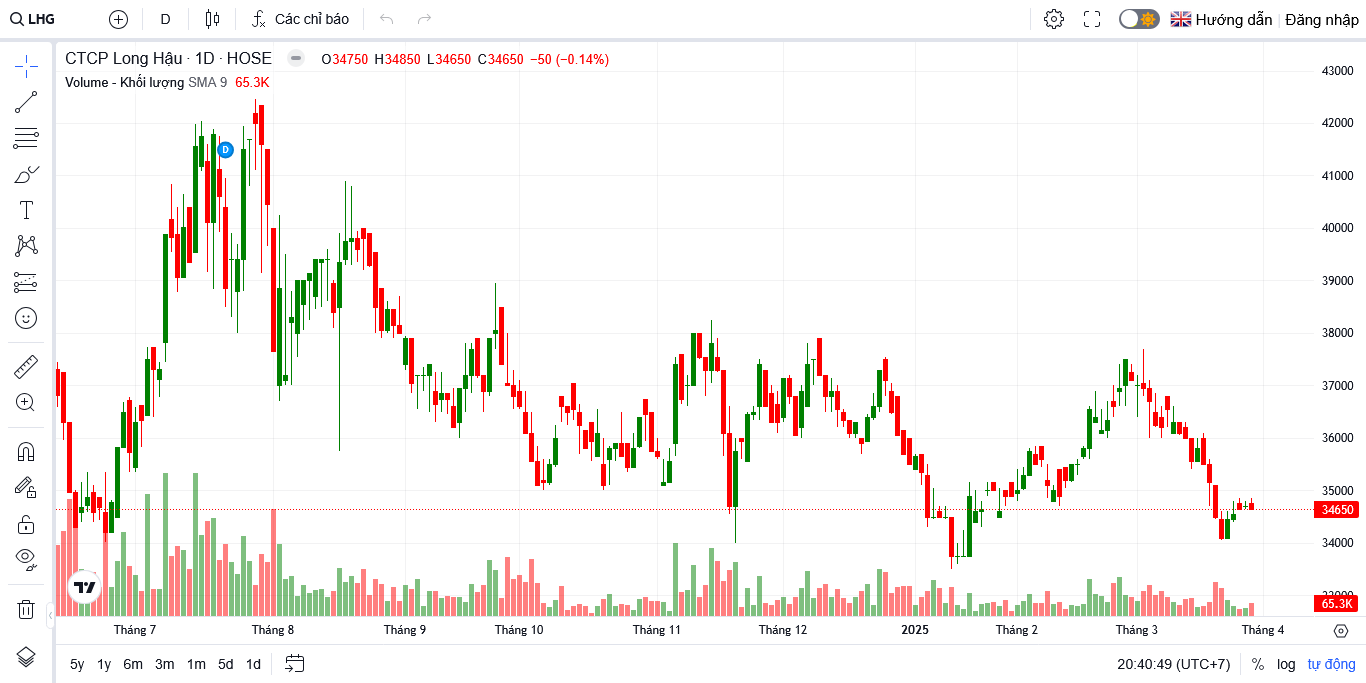 LHG D Các chỉ báo Hướng dẫn Đăng nhập
CTCP Long Hậu · 1D · HOSE O34750 H34850 L34650 C34650 −50 (−0.14%)
Volume - Khối lượng SMA 9 65.3K
43000
42000
D
41000
40000
39000
38000
37000
36000
35000
34650
34000
33000
65.3K
Tháng 7 Tháng 8 Tháng 9 Tháng 10 Tháng 11 Tháng 12 2025 Tháng 2 Tháng 3 Tháng 4
5y 1y 6m 3m 1m 5d 1d 20:40:49 (UTC+7) % log tự động